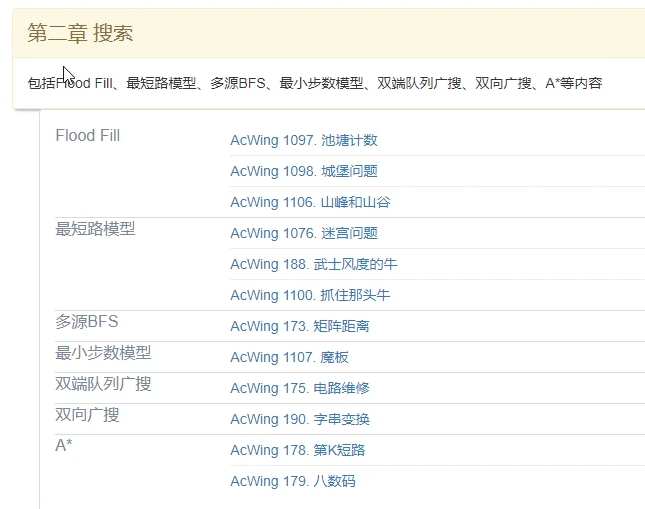 第二章 搜索
包括Flood Fill、最短路模型、多源BFS、最小步数模型、双端队列广搜、双向广搜、A*等内容
Flood Fill
AcWing 1097. 池塘计数
AcWing 1098. 城堡问题
AcWing 1106. 山峰和山谷
最短路模型
AcWing 1076. 迷宫问题
AcWing 188. 武士风度的牛
AcWing 1100. 抓住那头牛
多源BFS
AcWing 173. 矩阵距离
最小步数模型
AcWing 1107. 魔板
双端队列广搜
AcWing 175. 电路维修
双向广搜
AcWing 190. 字串变换
A*
AcWing 178. 第K短路
AcWing 179. 八数码